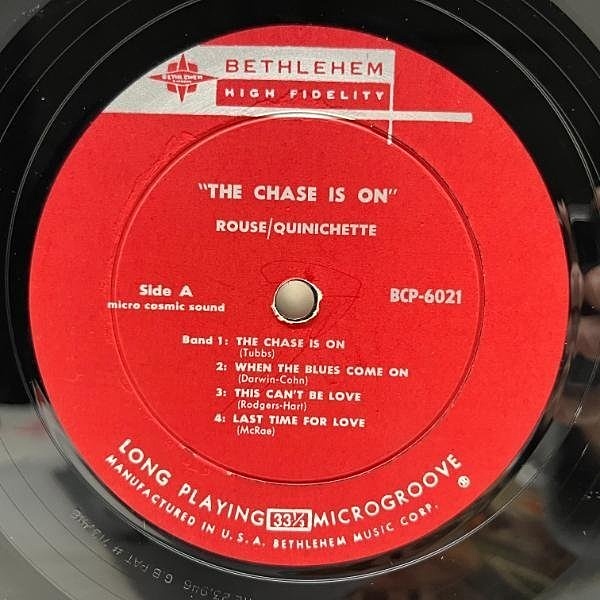 BETHLEHEM
BETHLEHEM
HIGH FIDELITY
"THE CHASE IS ON"
ROUSE/QUINICHETTE
Side A
micro cosmic sound
BCP-6021
Band 1: THE CHASE IS ON
(Tubbs)
2: WHEN THE BLUES COME ON
(Darwin-Cohn)
3: THIS CAN'T BE LOVE
(Rodgers-Hart)
4: LAST TIME FOR LOVE
(McRae)
LONG PLAYING 33⅓ MICROGROOVE
®
MANUFACTURED IN U.S.A. BETHLEHEM MUSIC CORP.